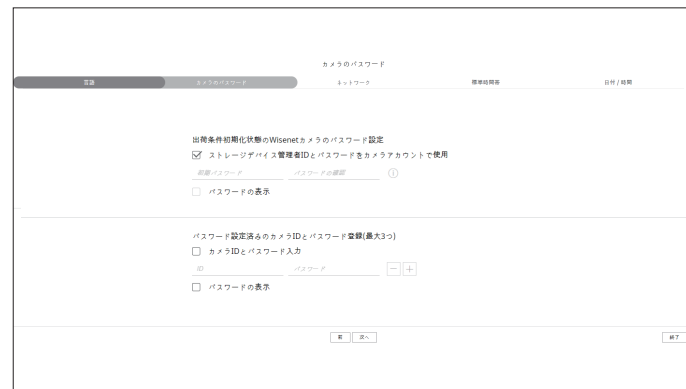 カメラのパスワード
言語 カメラのパスワード ネットワーク 標準時間帯 日付 / 時間
出荷条件初期化状態のWisenetカメラのパスワード設定
ストレージデバイス管理者IDとパスワードをカメラアカウントで使用
パスワードの確認
パスワードの表示
パスワード設定済みのカメラIDとパスワード登録(最大3つ)
カメラIDとパスワード入力
ID パスワード
パスワードの表示
前 次へ 終了